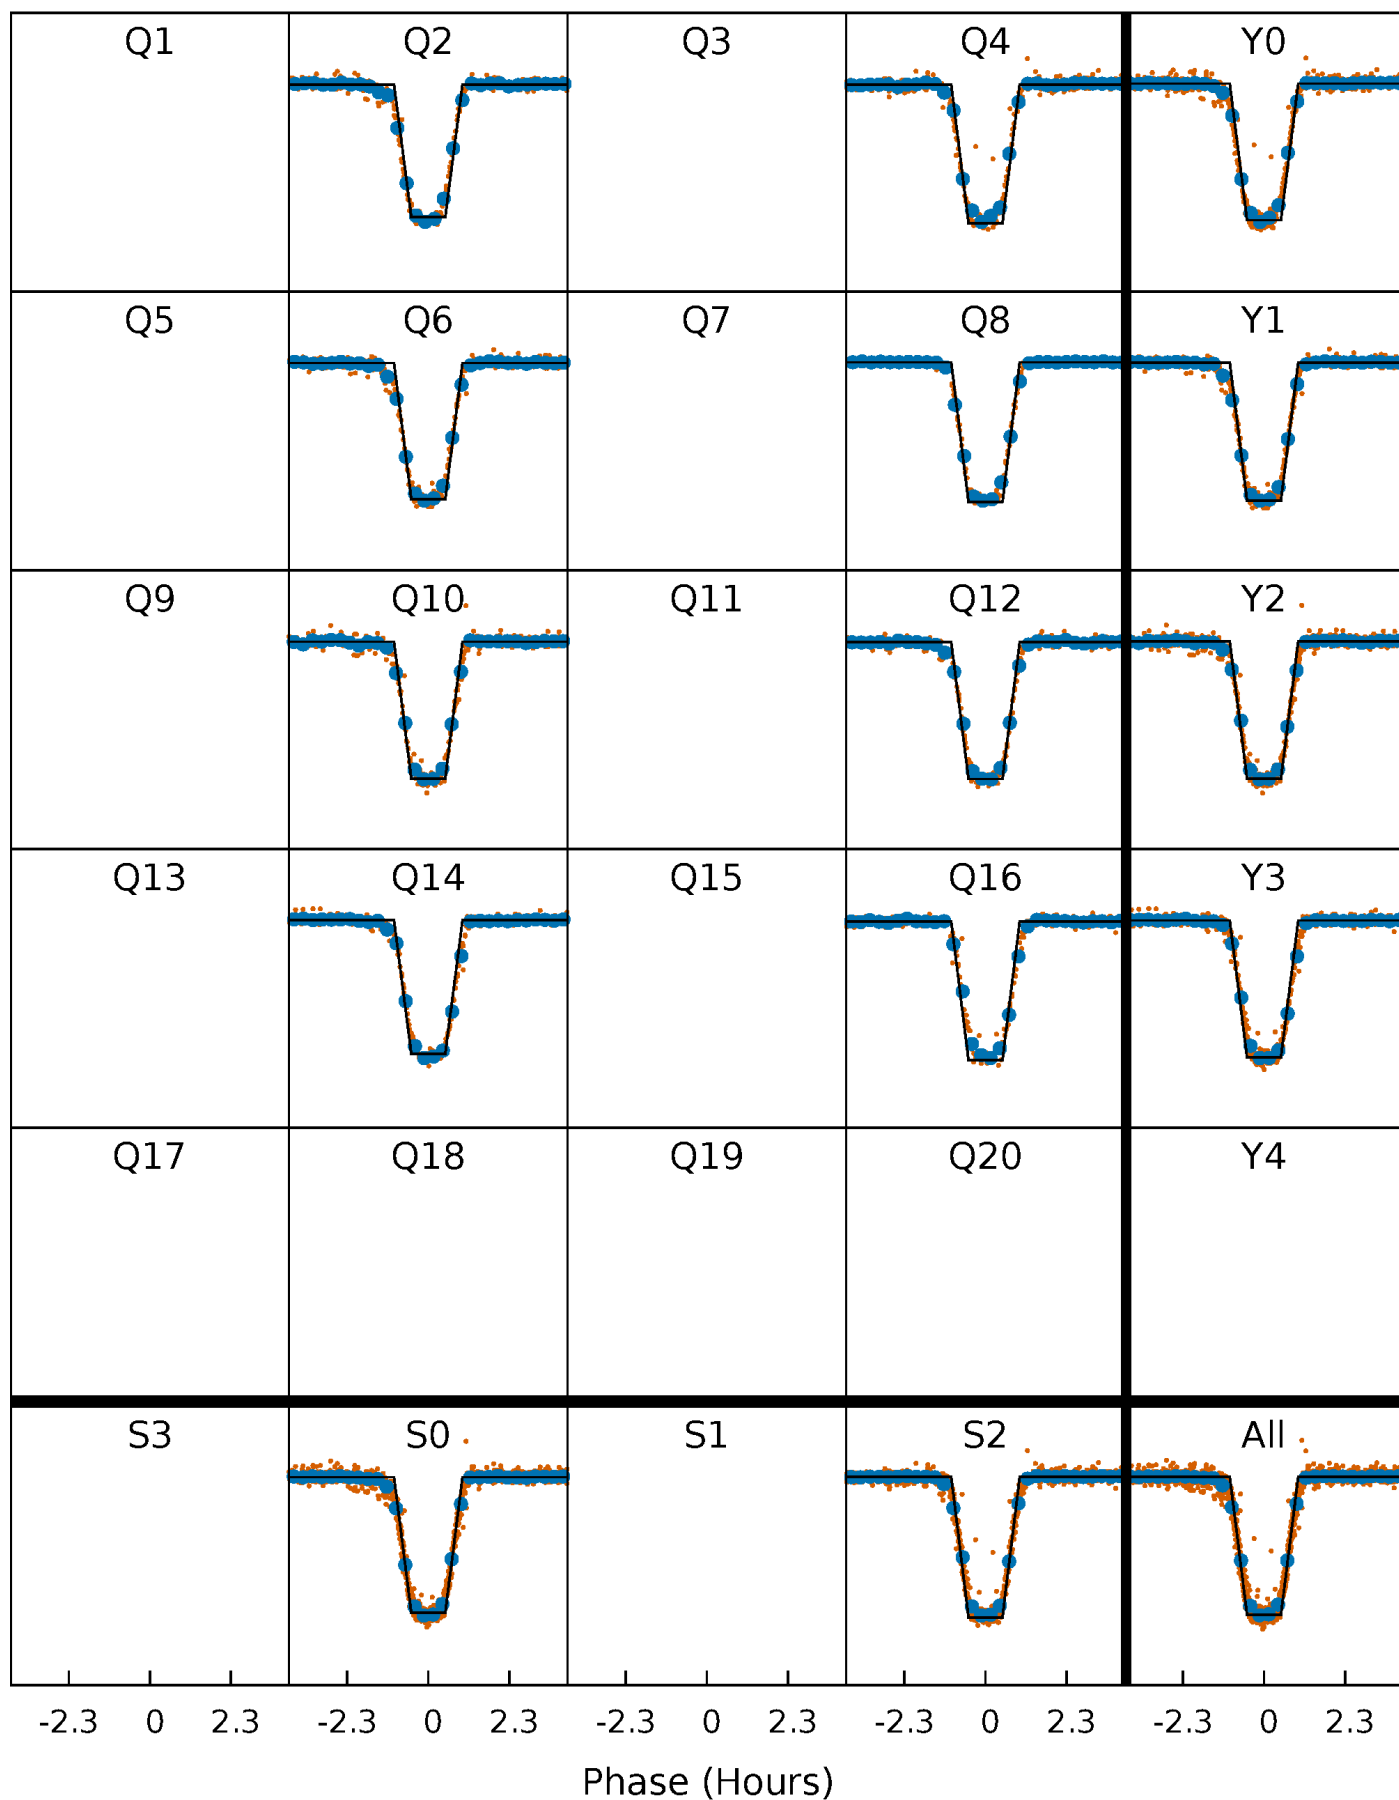 Q1 Q2 Q3 Q4 Y0
Q5 Q6 Q7 Q8 Y1
Q9 Q10 Q11 Q12 Y2
Q13 Q14 Q15 Q16 Y3
Q17 Q18 Q19 Q20 Y4
S3 S0 S1 S2 All
-2.3 0 2.3 -2.3 0 2.3 -2.3 0 2.3 -2.3 0 2.3 -2.3 0 2.3
Phase (Hours)